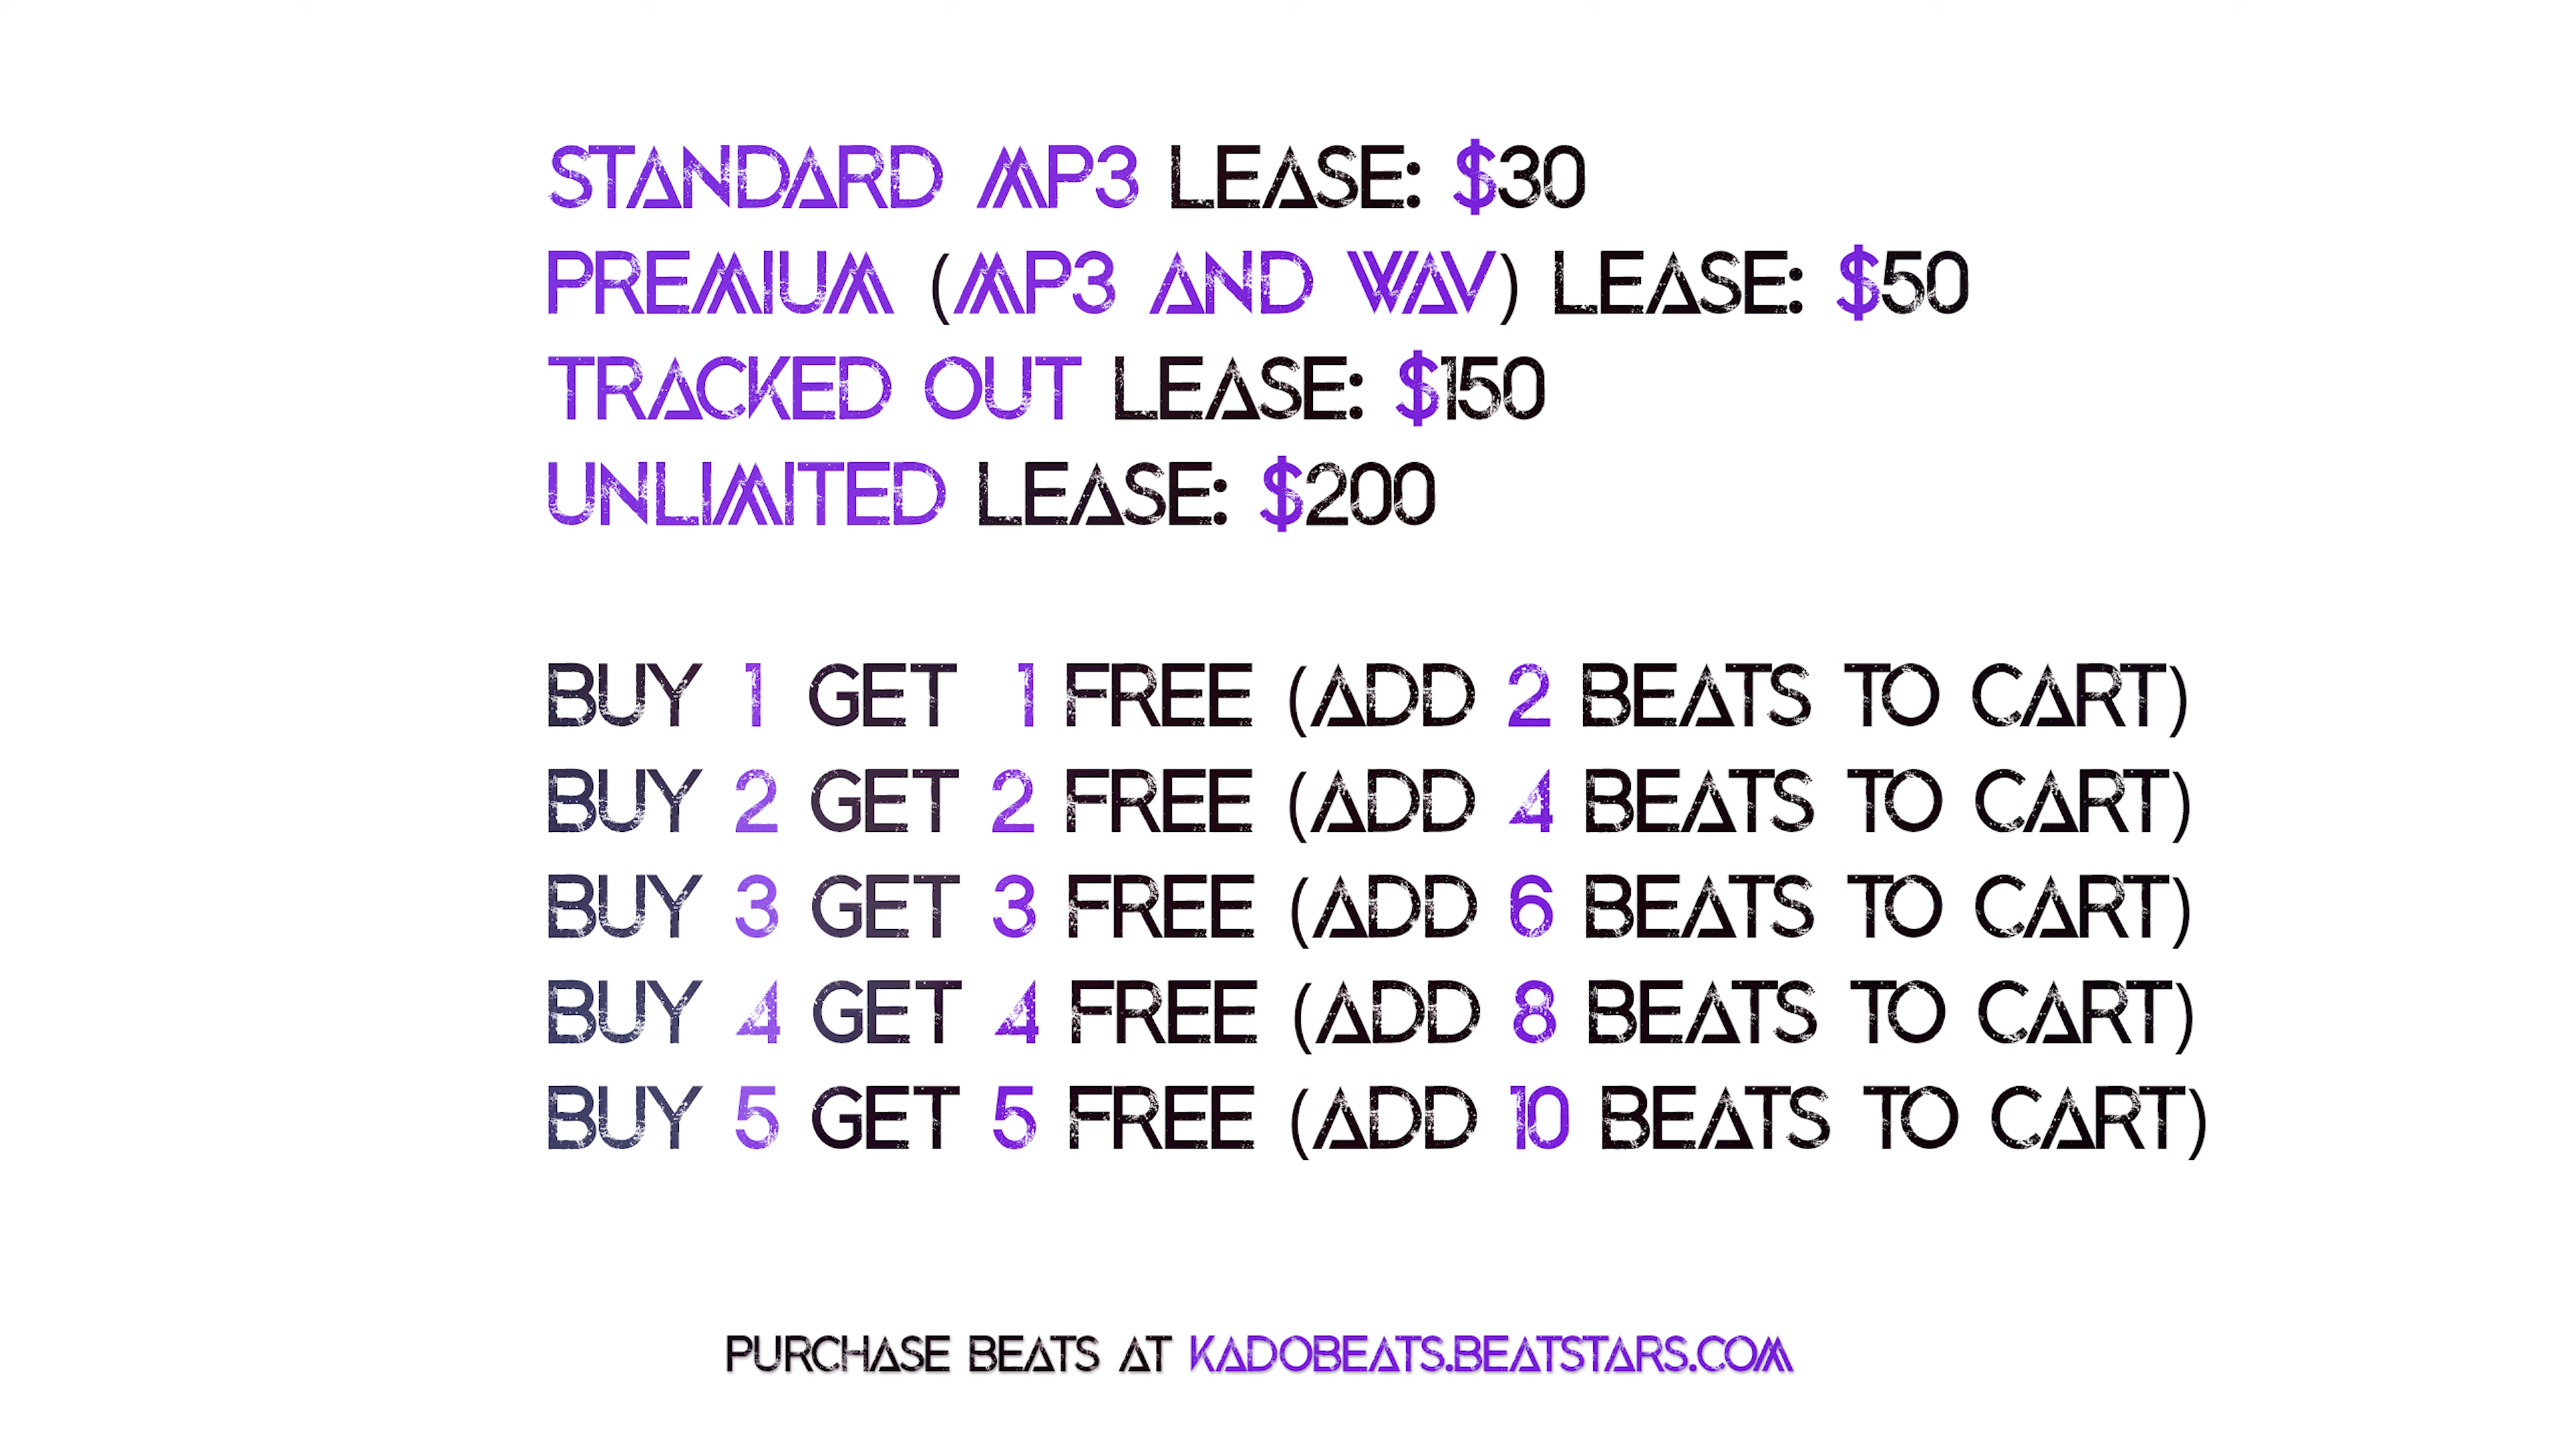 STANDARD MP3 LEASE: $30
PREMIUM (MP3 AND WAV) LEASE: $50
TRACKED OUT LEASE: $150
UNLIMITED LEASE: $200
BUY 1 GET 1 FREE (ADD 2 BEATS TO CART)
BUY 2 GET 2 FREE (ADD 4 BEATS TO CART)
BUY 3 GET 3 FREE (ADD 6 BEATS TO CART)
BUY 4 GET 4 FREE (ADD 8 BEATS TO CART)
BUY 5 GET 5 FREE (ADD 10 BEATS TO CART)
PURCHASE BEATS AT KADOBEATS.BEATSTARS.COM